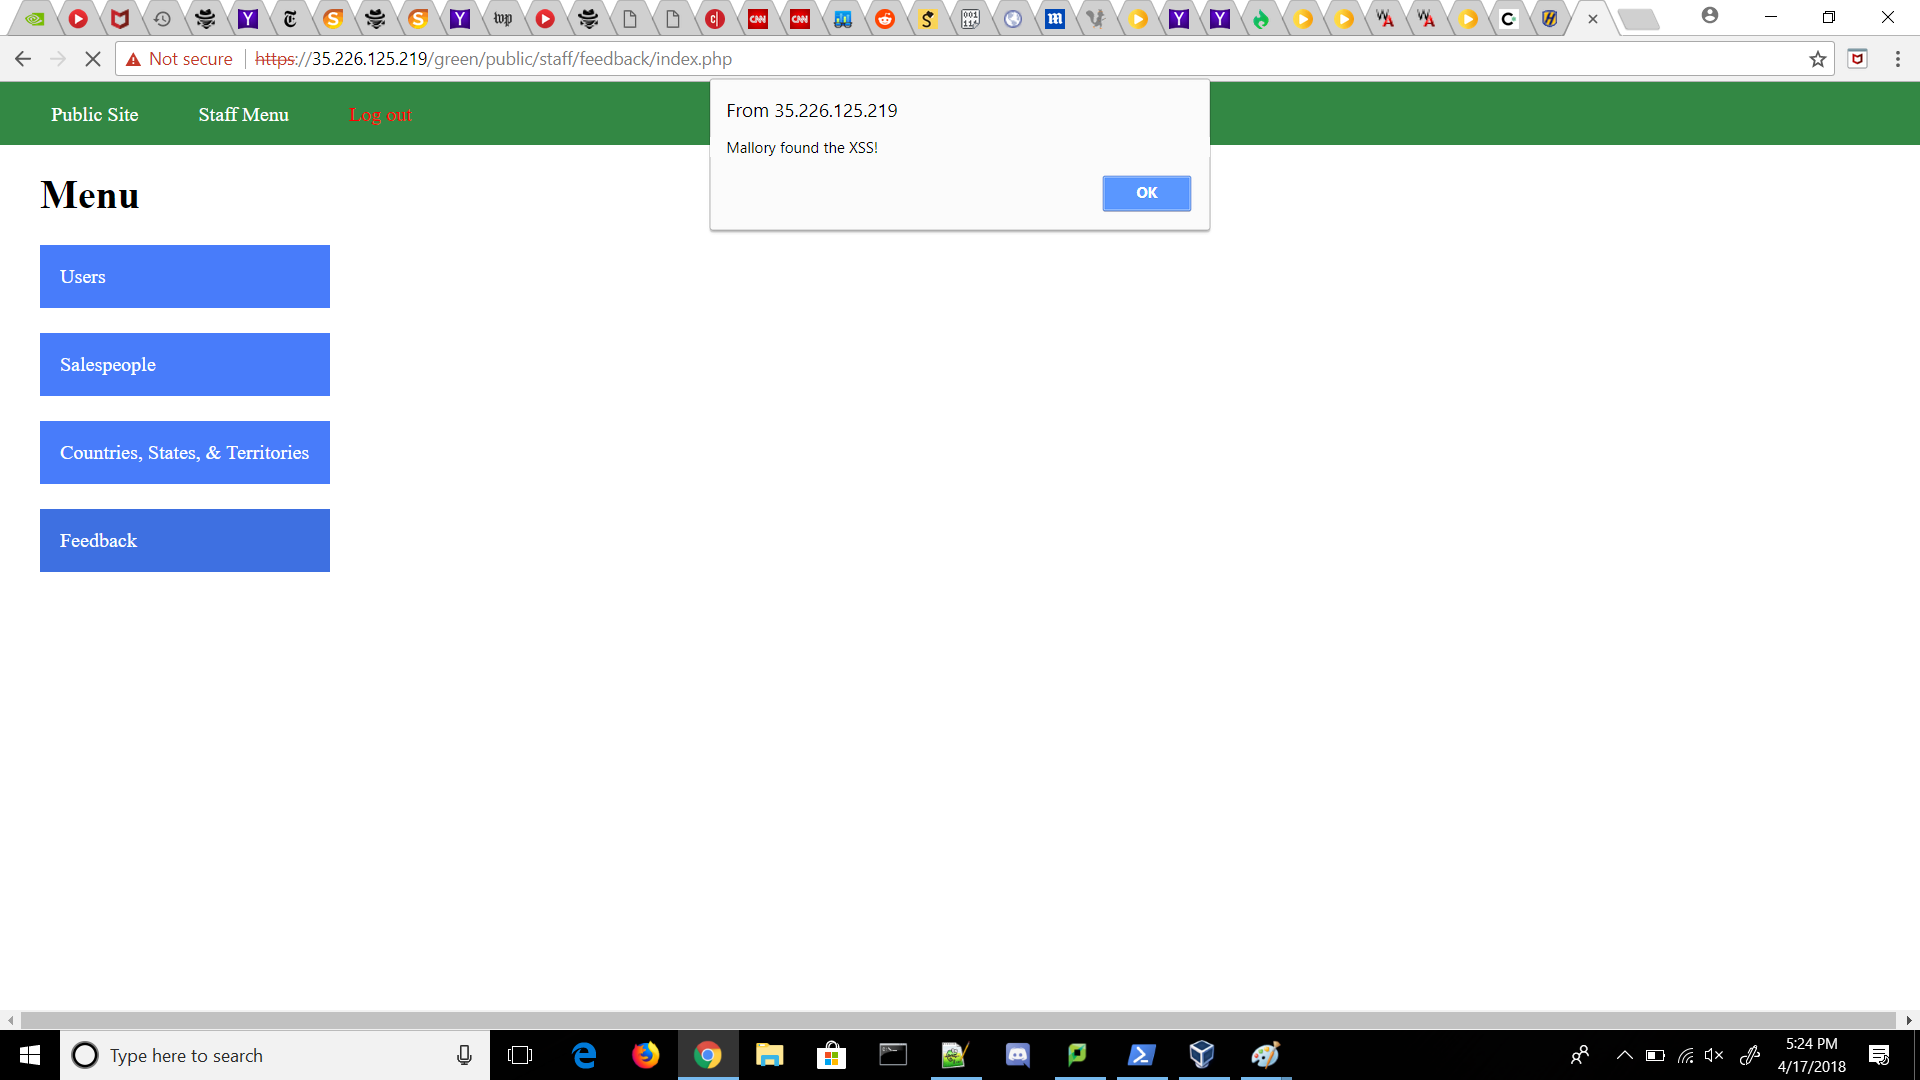 Not secure
https://35.226.125.219/green/public/staff/feedback/index.php
Public Site
Staff Menu
Log out
From 35.226.125.219
Mallory found the XSS!
OK
Menu
Users
Salespeople
Countries, States, & Territories
Feedback
Type here to search
5:24 PM
4/17/2018